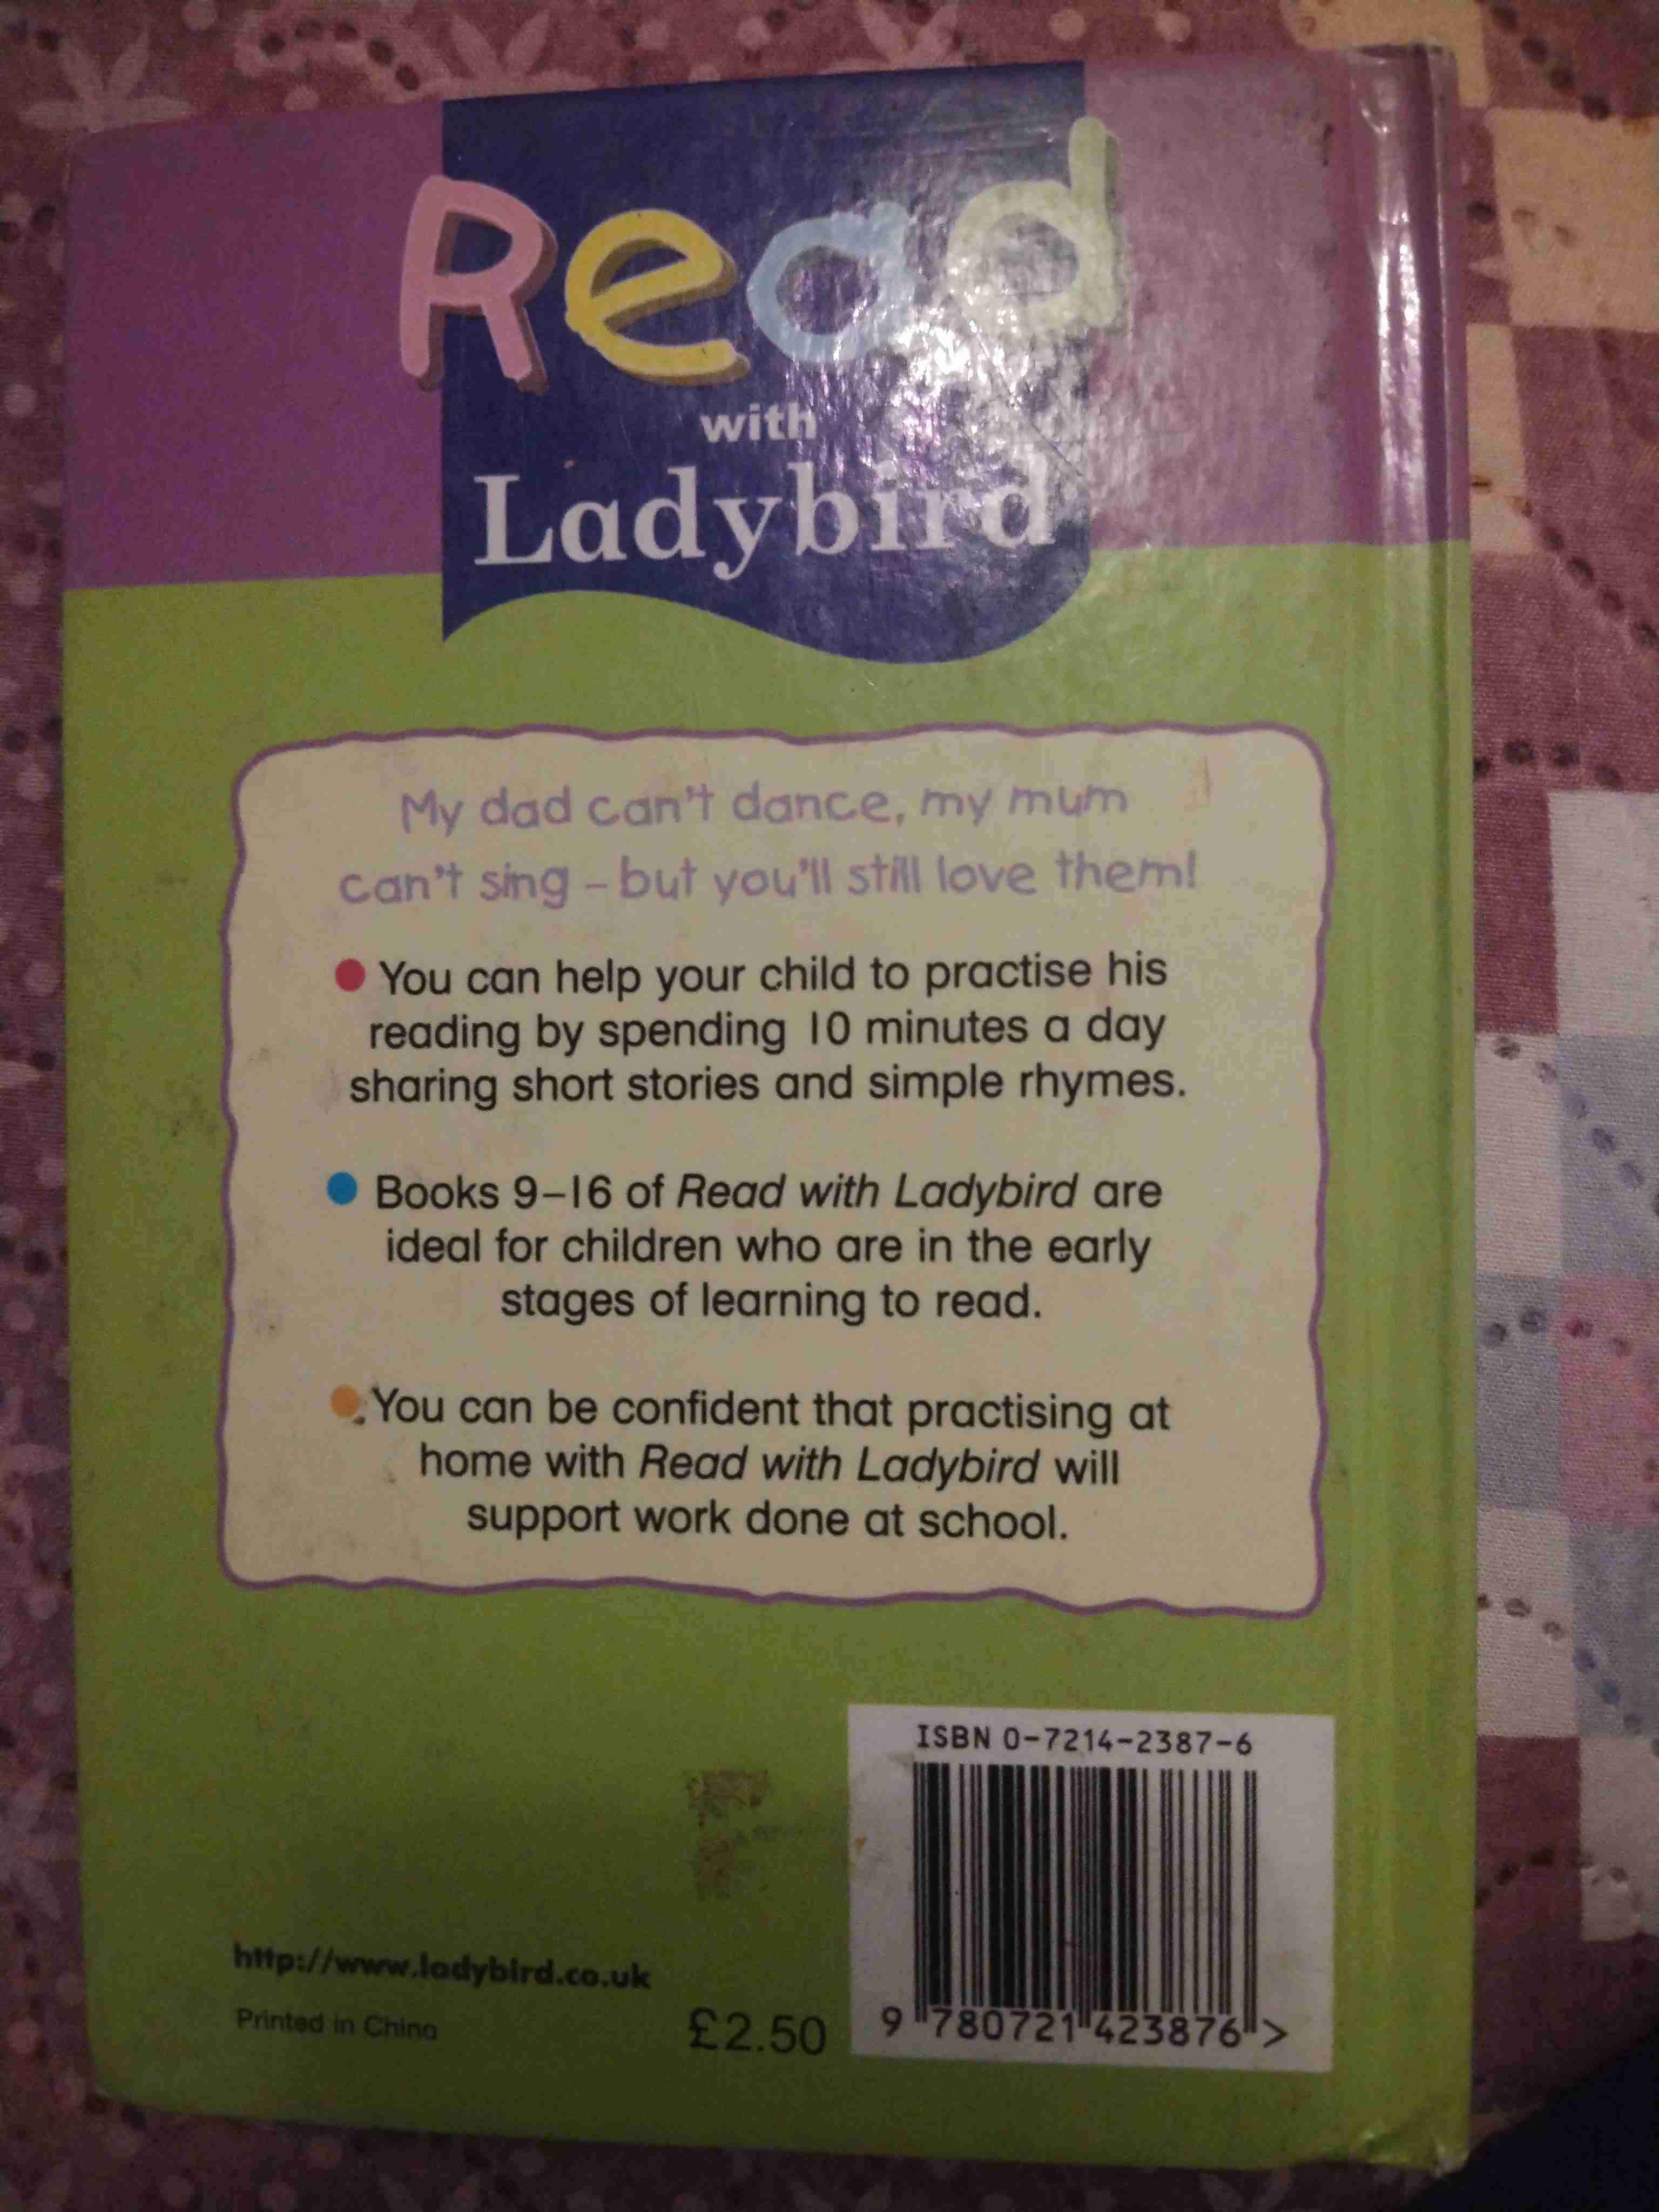 Read
with
Ladybird
My dad can't dance, my mum
can't sing – but you'll still love them!
You can help your child to practise his
reading by spending 10 minutes a day
sharing short stories and simple rhymes.
Books 9–16 of Read with Ladybird are
ideal for children who are in the early
stages of learning to read.
You can be confident that practising at
home with Read with Ladybird will
support work done at school.
ISBN 0-7214-2387-6
http://www.ladybird.co.uk
Printed in China
£2.50
9 780721 423876 >